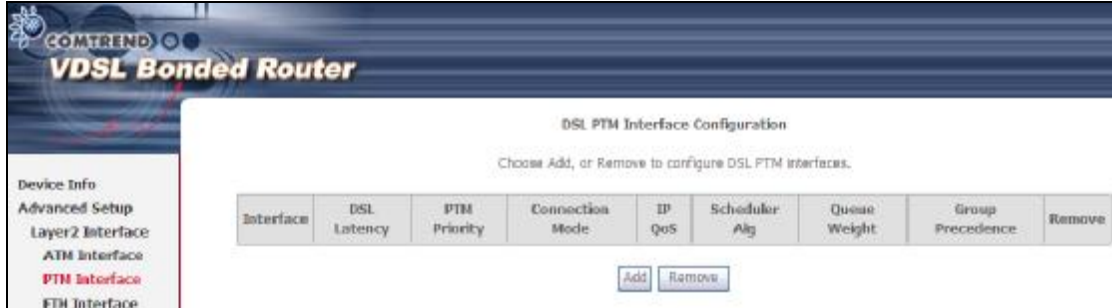 COMTREND
VDSL Bonded Router
DSL PTM Interface Configuration
Choose Add, or Remove to configure DSL PTM interfaces.
Device Info
Advanced Setup
Layer2 Interface
ATM Interface
PTM Interface
ETH Interface
Interface DSL Latency PTM Priority Connection Mode IP QoS Scheduler Alg Queue Weight Group Precedence Remove
Add Remove